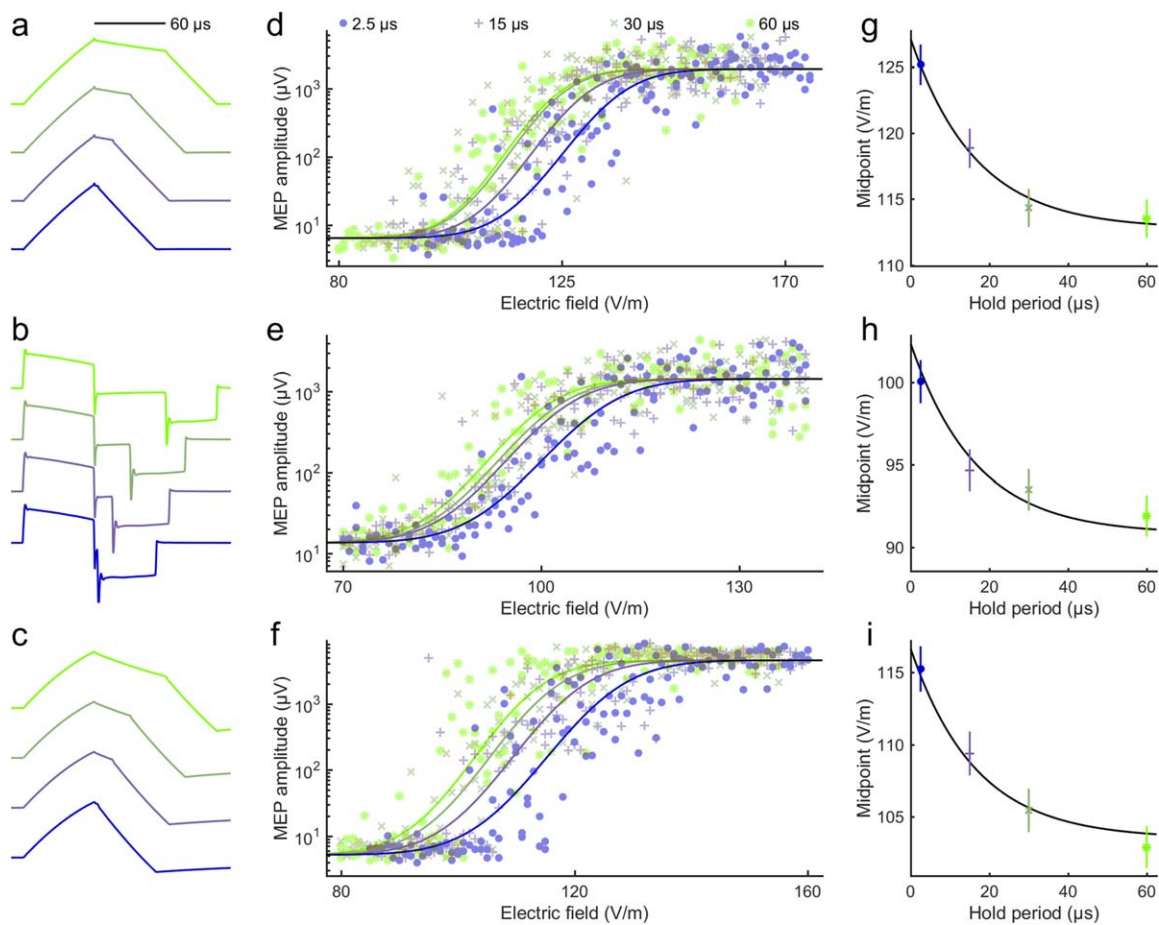 a 60 µs
d 2.5 µs 15 µs 30 µs 60 µs
MEP amplitude (µV)
10³
10²
10¹
80 125 170
Electric field (V/m)
g
Midpoint (V/m)
125
120
115
110
0 20 40 60
Hold period (µs)
b
e
MEP amplitude (µV)
10³
10²
10¹
70 100 130
Electric field (V/m)
h
Midpoint (V/m)
100
95
90
0 20 40 60
Hold period (µs)
c
f
MEP amplitude (µV)
10³
10²
10¹
80 120 160
Electric field (V/m)
i
Midpoint (V/m)
115
110
105
0 20 40 60
Hold period (µs)